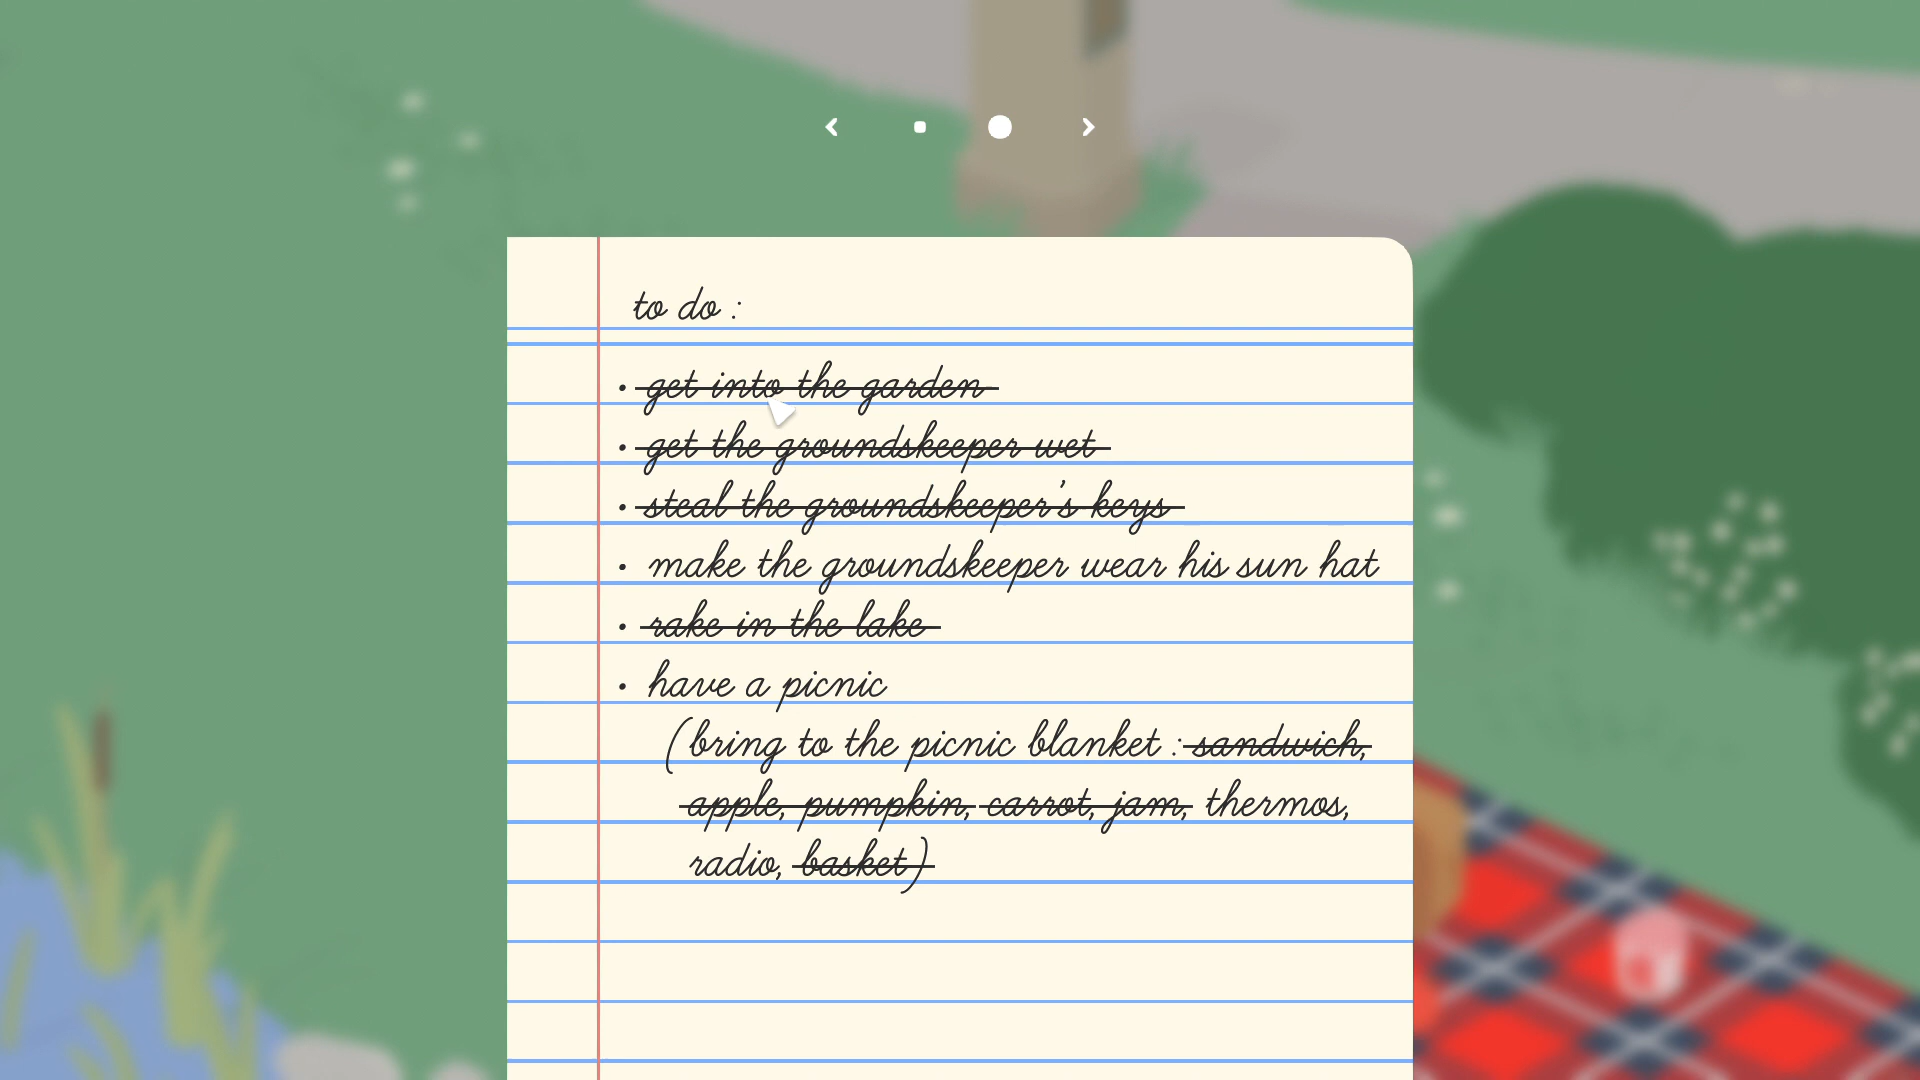 to do :
• get into the garden
• get the groundskeeper wet
• steal the groundskeeper's keys
• make the groundskeeper wear his sun hat
• rake in the lake
• have a picnic
(bring to the picnic blanket : sandwich,
apple, pumpkin, carrot, jam, thermos,
radio, basket)